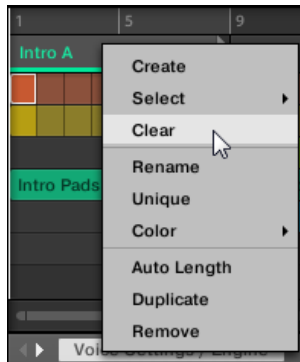 1 5 9
Intro A
Create
Select
Clear
Rename
Intro Pads
Unique
Color
Auto Length
Duplicate
Remove